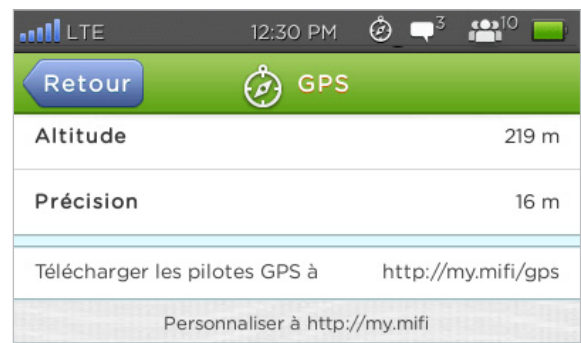 LTE 12:30 PM 3 10
Retour GPS
Altitude 219 m
Précision 16 m
Télécharger les pilotes GPS à http://my.mifi/gps
Personnaliser à http://my.mifi